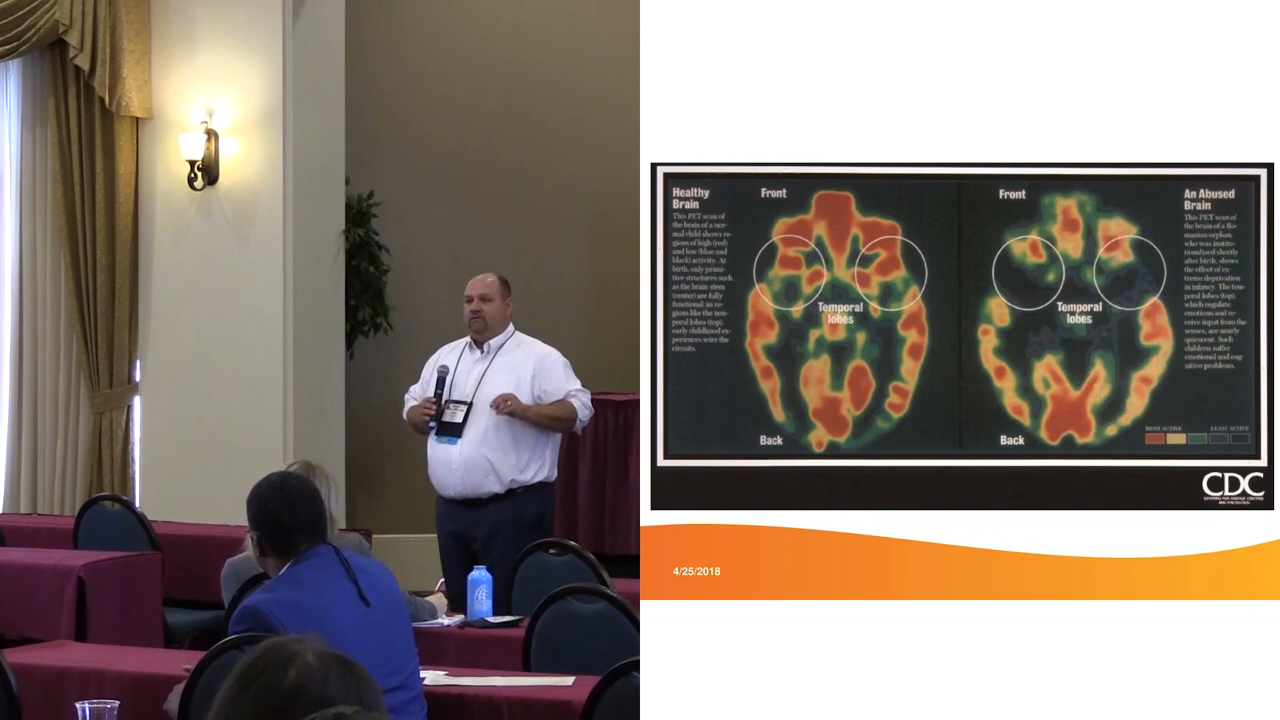 Healthy
Brain
This PET scan of
the brain of a nor-
mal child shows re-
gions of high (red)
and low (blue and
black) activity. At
birth, only primi-
tive structures such
as the brain stem
(center) are fully
functional; in re-
gions like the tem-
poral lobes (top),
early childhood ex-
periences wire the
circuits.
Front
Temporal
lobes
Back
Front
Temporal
lobes
Back
An Abused
Brain
This PET scan of
the brain of a Ro-
manian orphan,
who was institu-
tionalized shortly
after birth, shows
the effect of ex-
treme deprivation
in infancy. The tem-
poral lobes (top),
which regulate
emotions and re-
ceive input from the
senses, are nearly
quiescent. Such
children suffer
emotional and cog-
nitive problems.
MOST ACTIVE LEAST ACTIVE
CDC
CENTERS FOR DISEASE CONTROL
AND PREVENTION
4/25/2018